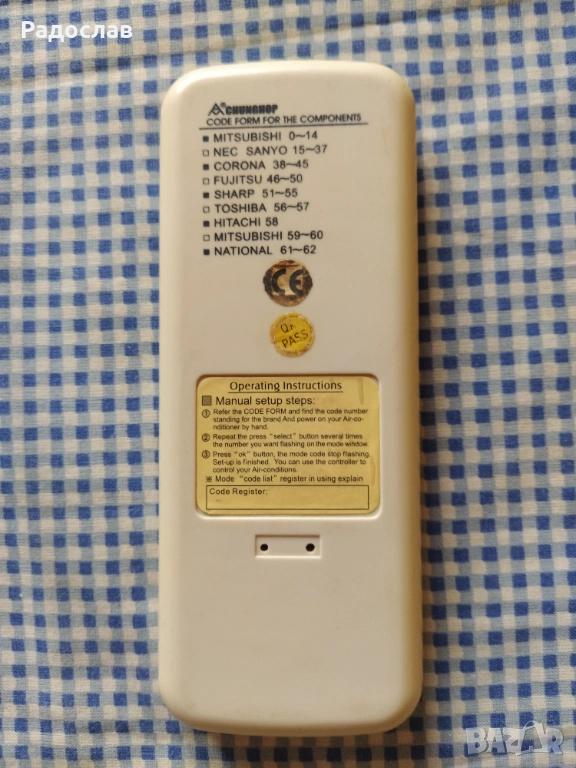 Радослав
CHUNGHOP
CODE FORM FOR THE COMPONENTS
■ MITSUBISHI 0~14
□ NEC SANYO 15~37
■ CORONA 38~45
□ FUJITSU 46~50
■ SHARP 51~55
□ TOSHIBA 56~57
■ HITACHI 58
□ MITSUBISHI 59~60
■ NATIONAL 61~62
CE
PASS
Operating Instructions
Manual setup steps:
① Refer the CODE FORM and find the code number
standing for the brand And power on your Air-co-
nditioner by hand.
② Repeat the press "select" button several times
the number you want flashing on the mode window.
③ Press "ok" button, the mode code stop flashing.
Set-up is finished. You can use the controller to
control your Air-conditions.
※ Mode "code list" register in using explain
Code Register:
BAZAR